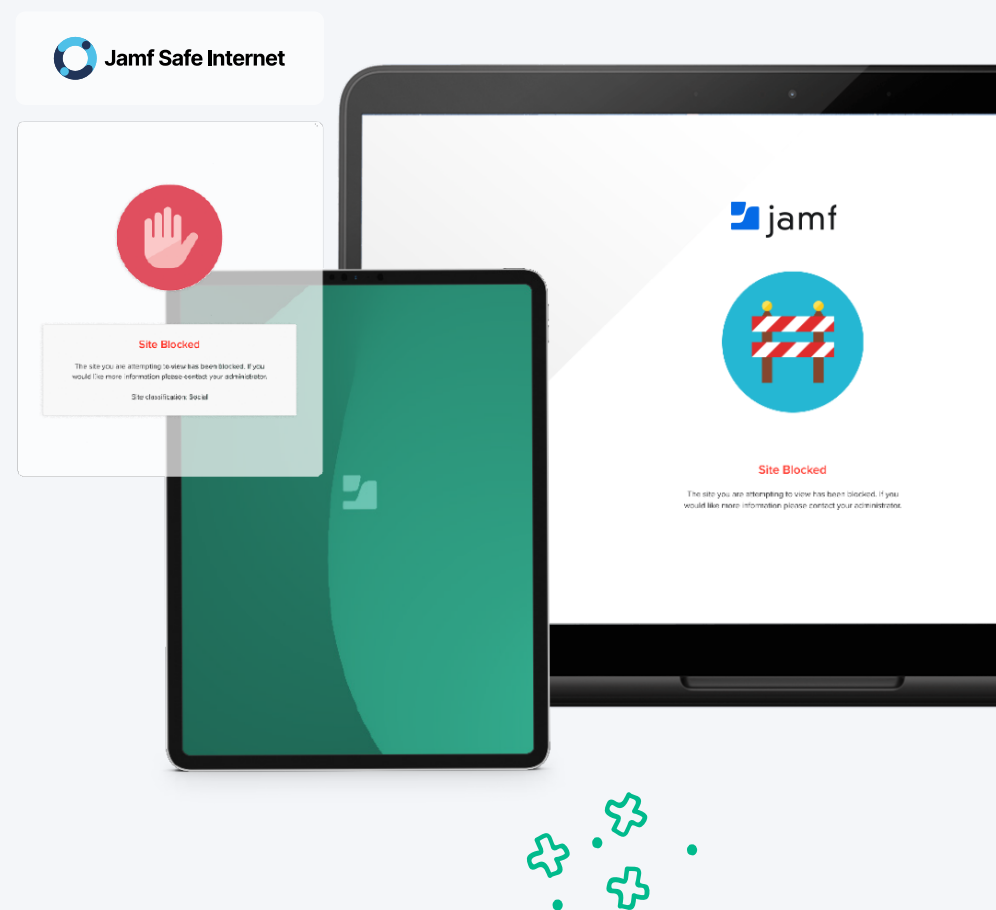 Jamf Safe Internet
Site Blocked
The site you are attempting to view has been blocked. If you
would like more information please contact your administrator.
Site classification: Social
jamf
Site Blocked
The site you are attempting to view has been blocked. If you
would like more information please contact your administrator.